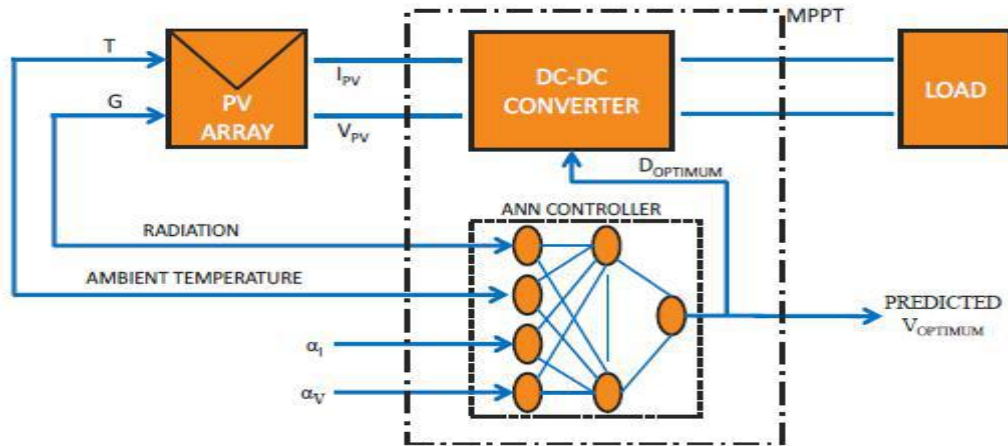 MPPT
T
G
PV
ARRAY
I_PV
V_PV
DC-DC
CONVERTER
LOAD
D_OPTIMUM
ANN CONTROLLER
RADIATION
AMBIENT TEMPERATURE
α_I
α_V
PREDICTED
V_OPTIMUM